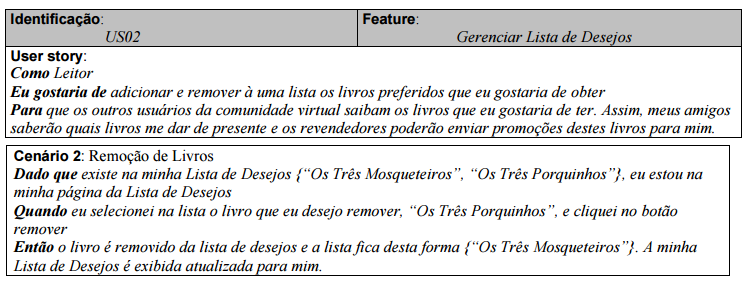 Identificação: Feature:
US02 Gerenciar Lista de Desejos
User story:
Como Leitor
Eu gostaria de adicionar e remover à uma lista os livros preferidos que eu gostaria de obter
Para que os outros usuários da comunidade virtual saibam os livros que eu gostaria de ter. Assim, meus amigos
saberão quais livros me dar de presente e os revendedores poderão enviar promoções destes livros para mim.
Cenário 2: Remoção de Livros
Dado que existe na minha Lista de Desejos {“Os Três Mosqueteiros”, “Os Três Porquinhos”}, eu estou na
minha página da Lista de Desejos
Quando eu selecionei na lista o livro que eu desejo remover, “Os Três Porquinhos”, e cliquei no botão
remover
Então o livro é removido da lista de desejos e a lista fica desta forma {“Os Três Mosqueteiros”}. A minha
Lista de Desejos é exibida atualizada para mim.